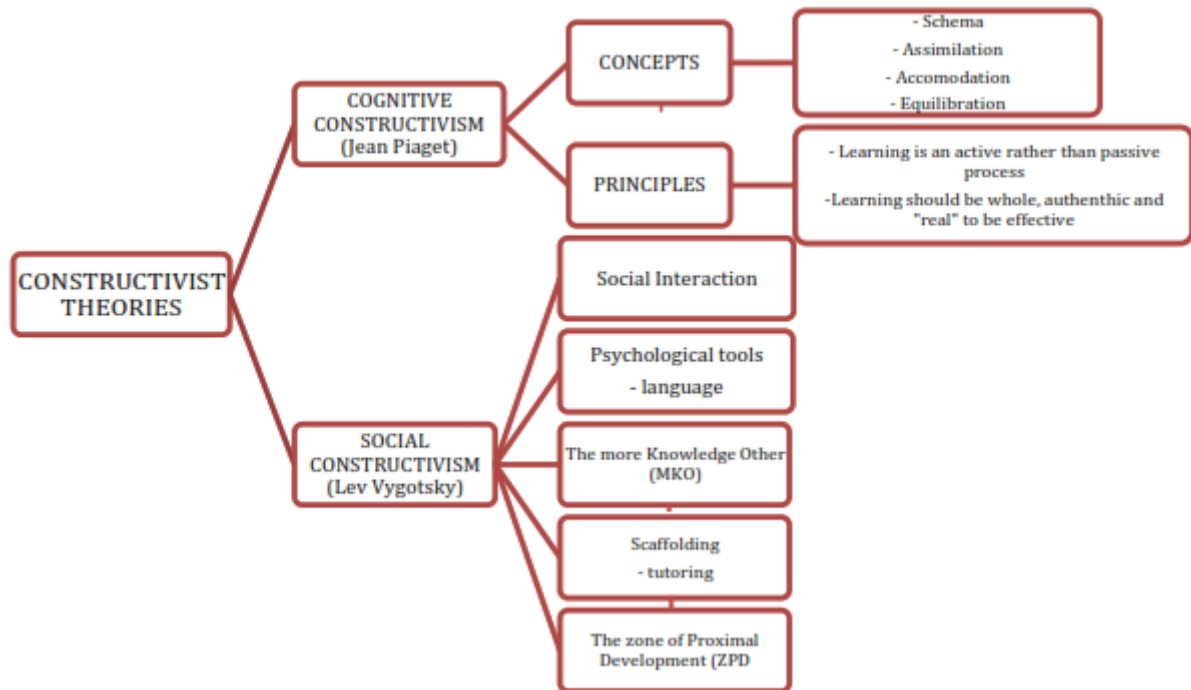 - Schema
- Assimilation
- Accomodation
- Equilibration
CONCEPTS
COGNITIVE
CONSTRUCTIVISM
(Jean Piaget)
- Learning is an active rather than passive
process
-Learning should be whole, authenthic and
"real" to be effective
PRINCIPLES
CONSTRUCTIVIST
THEORIES
Social Interaction
Psychological tools
- language
SOCIAL
CONSTRUCTIVISM
(Lev Vygotsky)
The more Knowledge Other
(MKO)
Scaffolding
- tutoring
The zone of Proximal
Development (ZPD